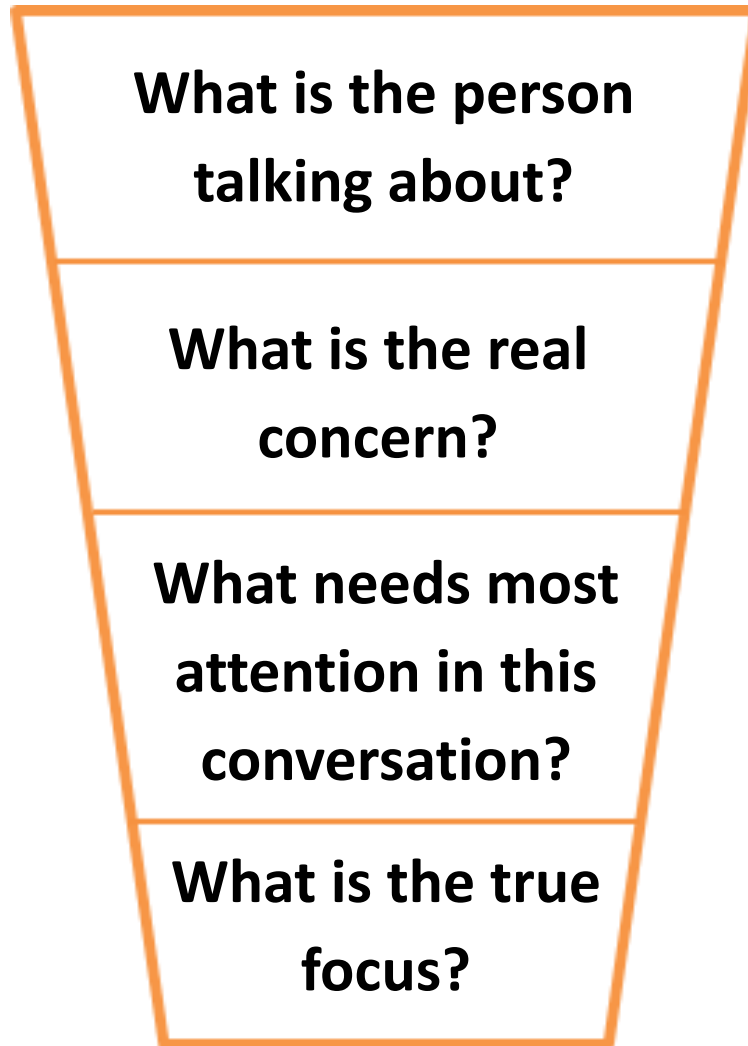 What is the person
talking about?
What is the real
concern?
What needs most
attention in this
conversation?
What is the true
focus?